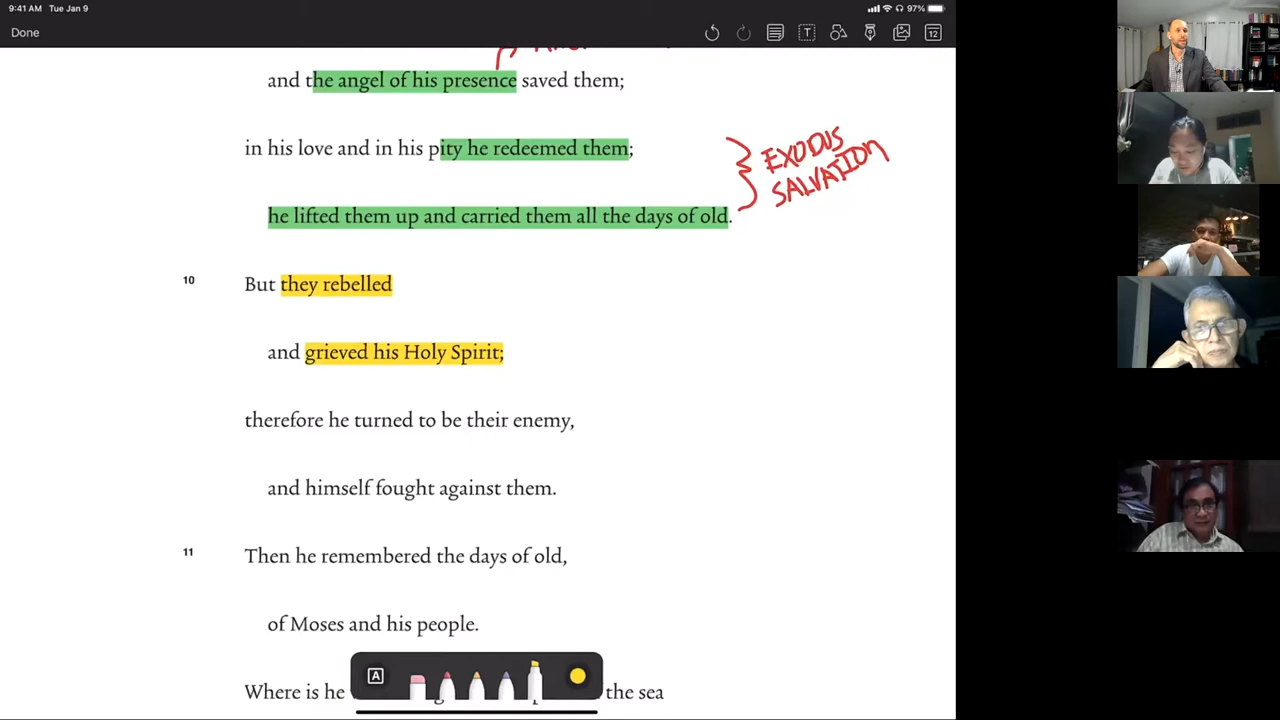 9:41 AM Tue Jan 9
97%
Done
T
12
and the angel of his presence saved them;
in his love and in his pity he redeemed them;
EXODUS
SALVATION
he lifted them up and carried them all the days of old.
10 But they rebelled
and grieved his Holy Spirit;
therefore he turned to be their enemy,
and himself fought against them.
11 Then he remembered the days of old,
of Moses and his people.
A
Where is he the sea